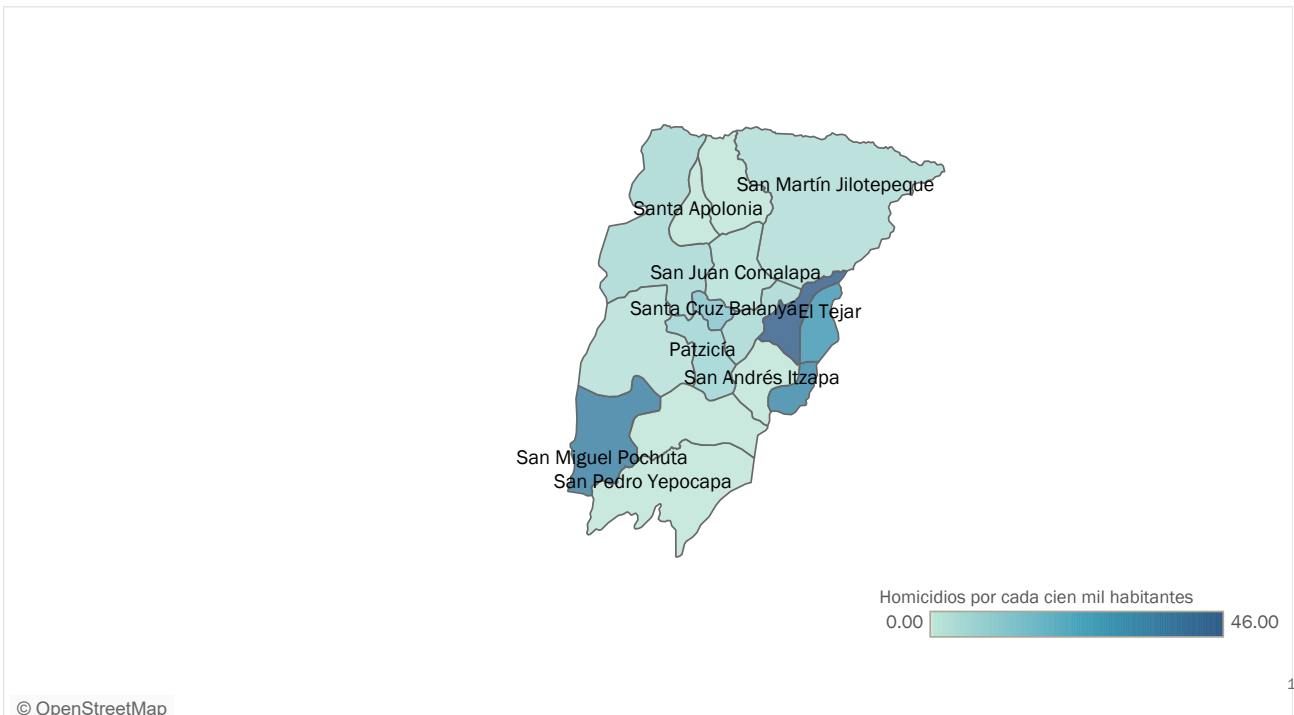 San Martín Jilotepeque
Santa Apolonia
San Juan Comalapa
Santa Cruz Balanyá
El Tejar
Patzicía
San Andrés Itzapa
San Miguel Pochuta
San Pedro Yepocapa
Homicidios por cada cien mil habitantes
0.00 46.00
1
© OpenStreetMap